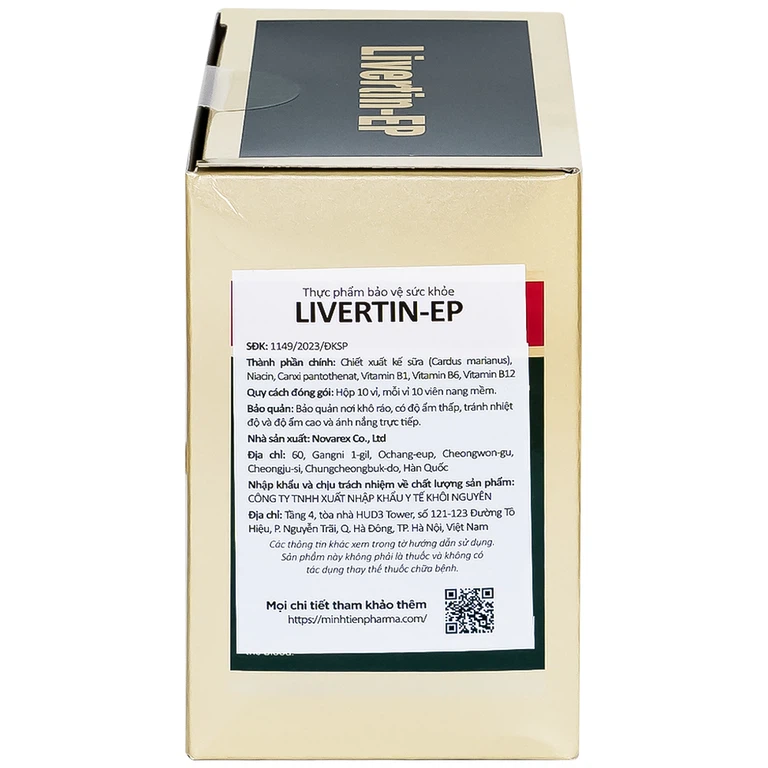 Livertin-EP
Thực phẩm bảo vệ sức khỏe
LIVERTIN-EP
SĐK: 1149/2023/ĐKSP
Thành phần chính: Chiết xuất kế sữa (Cardus marianus),
Niacin, Canxi pantothenat, Vitamin B1, Vitamin B6, Vitamin B12
Quy cách đóng gói: Hộp 10 vỉ, mỗi vỉ 10 viên nang mềm.
Bảo quản: Bảo quản nơi khô ráo, có độ ẩm thấp, tránh nhiệt
độ và độ ẩm cao và ánh nắng trực tiếp.
Nhà sản xuất: Novarex Co., Ltd
Địa chỉ: 60, Gangni 1-gil, Ochang-eup, Cheongwon-gu,
Cheongju-si, Chungcheongbuk-do, Hàn Quốc
Nhập khẩu và chịu trách nhiệm về chất lượng sản phẩm:
CÔNG TY TNHH XUẤT NHẬP KHẨU Y TẾ KHÔI NGUYÊN
Địa chỉ: Tầng 4, tòa nhà HUD3 Tower, số 121-123 Đường Tô
Hiệu, P. Nguyễn Trãi, Q. Hà Đông, TP. Hà Nội, Việt Nam
Các thông tin khác xem trong tờ hướng dẫn sử dụng.
Sản phẩm này không phải là thuốc và không có
tác dụng thay thế thuốc chữa bệnh.
Mọi chi tiết tham khảo thêm
https://minhtienpharma.com/